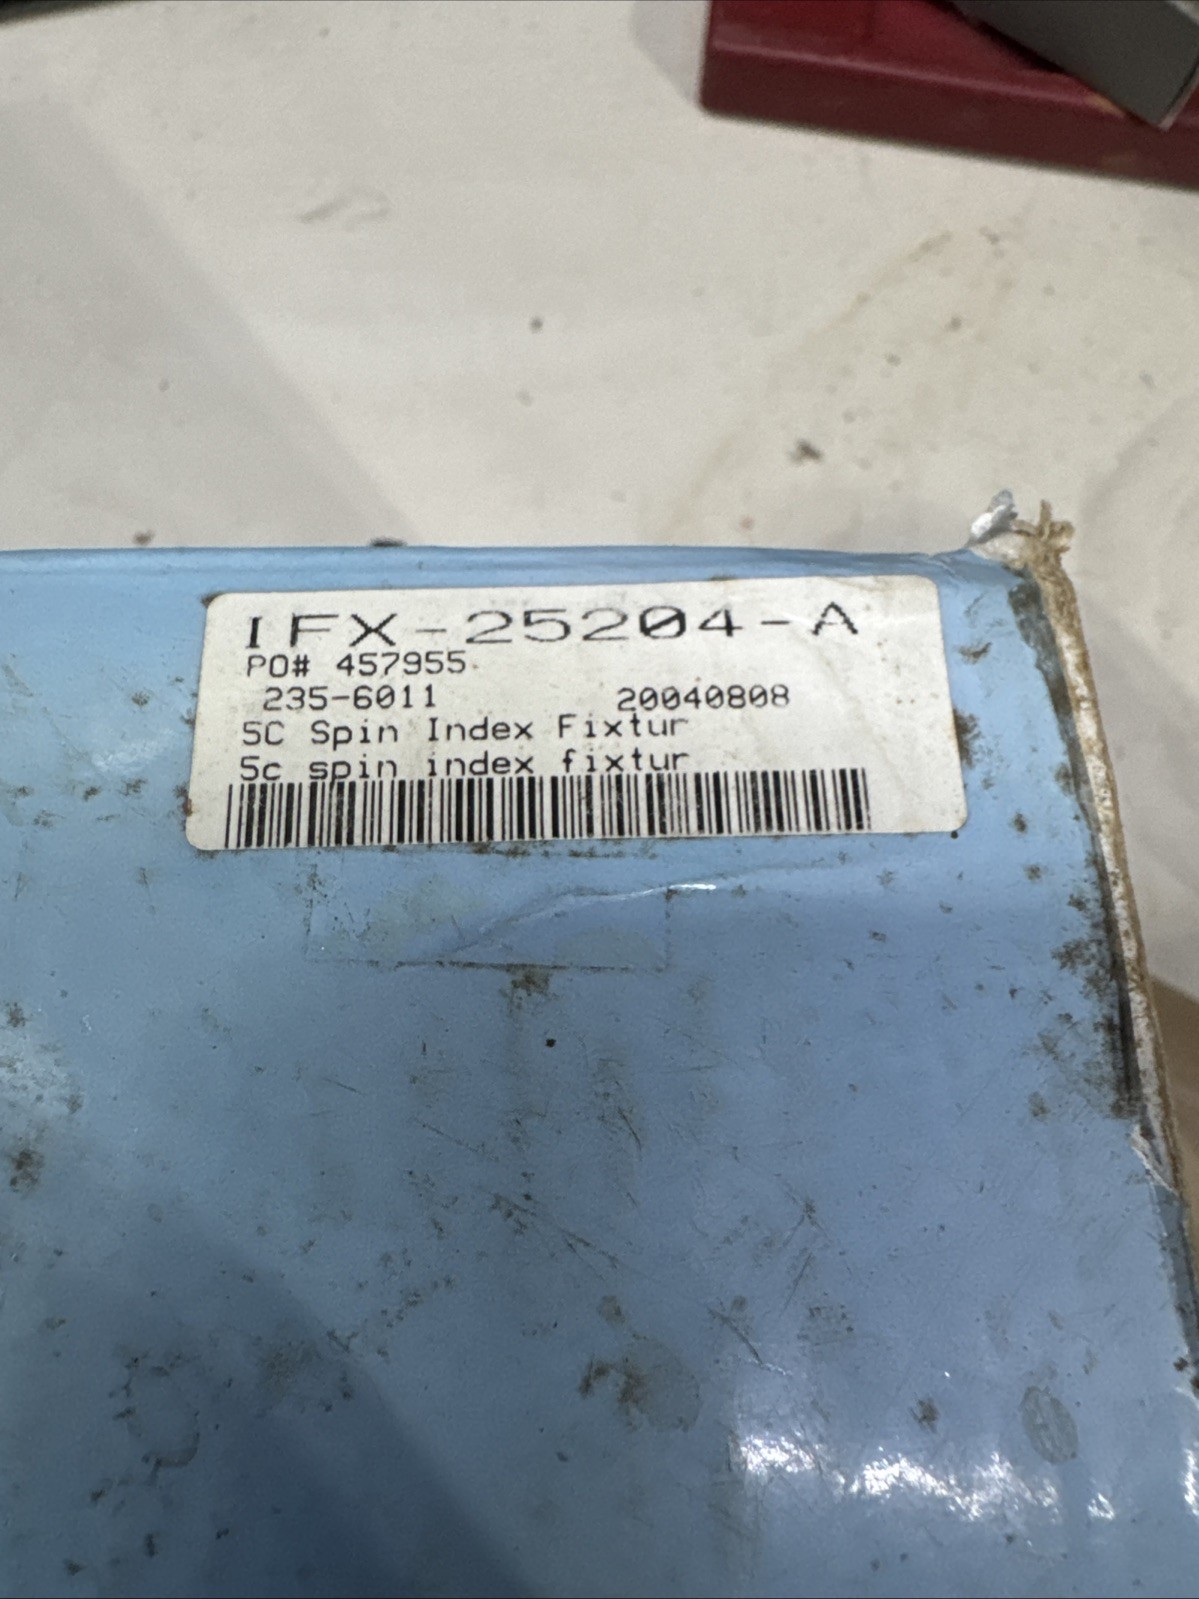 IFX-25204-A
PO# 457955
235-6011 20040808
5C Spin Index Fixtur
5c spin index fixtur